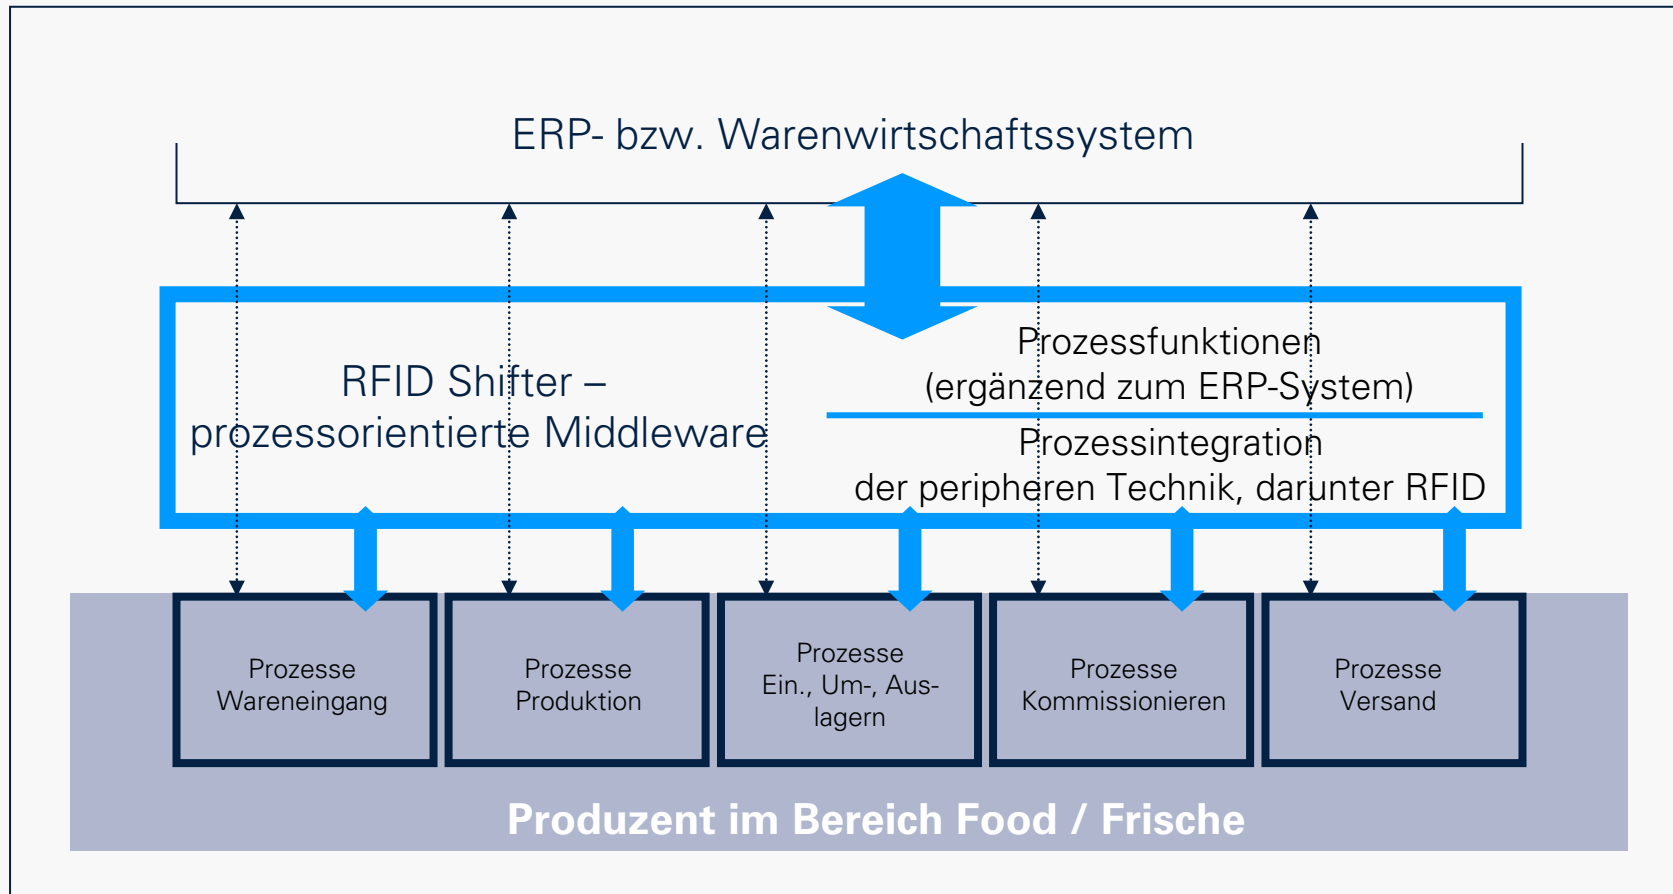 ERP- bzw. Warenwirtschaftssystem
RFID Shifter –
prozessorientierte Middleware
Prozessfunktionen
(ergänzend zum ERP-System)
Prozessintegration
der peripheren Technik, darunter RFID
Prozesse
Wareneingang
Prozesse
Produktion
Prozesse
Ein., Um-, Aus-
lagern
Prozesse
Kommissionieren
Prozesse
Versand
Produzent im Bereich Food / Frische